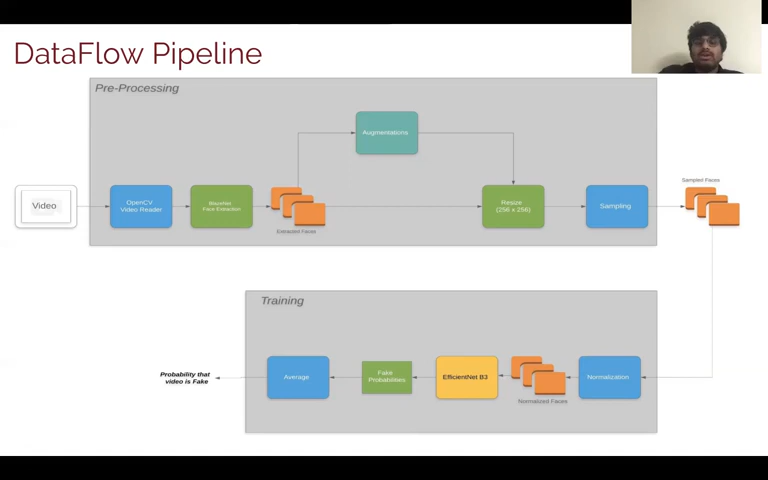 DataFlow Pipeline
Pre-Processing
Augmentations
Video
OpenCV
Video Reader
BlazeNet
Face Extraction
Extracted Faces
Resize
(256 x 256)
Sampling
Sampled Faces
Training
Probability that
video is Fake
Average
Fake
Probabilities
EfficientNet B3
Normalized Faces
Normalization